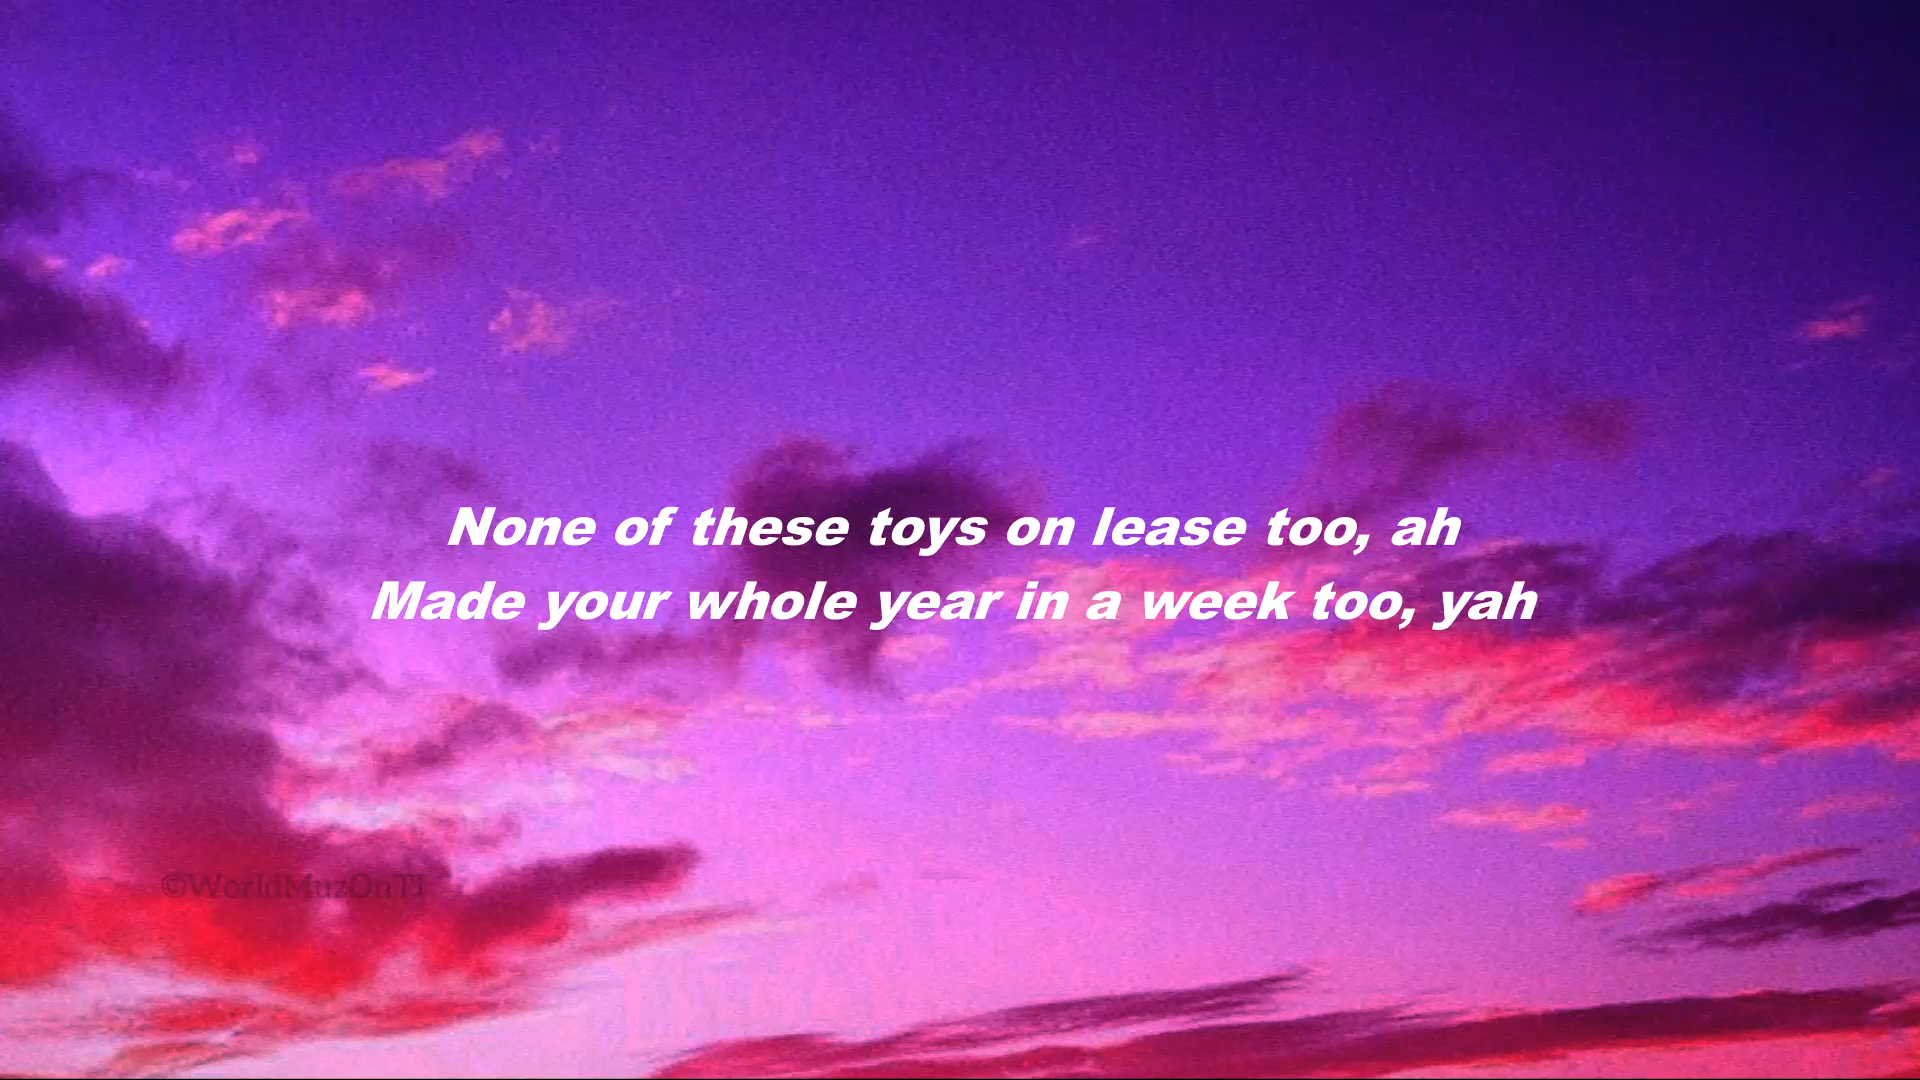 None of these toys on lease too, ah
Made your whole year in a week too, yah
©WorldMuzOnTJ